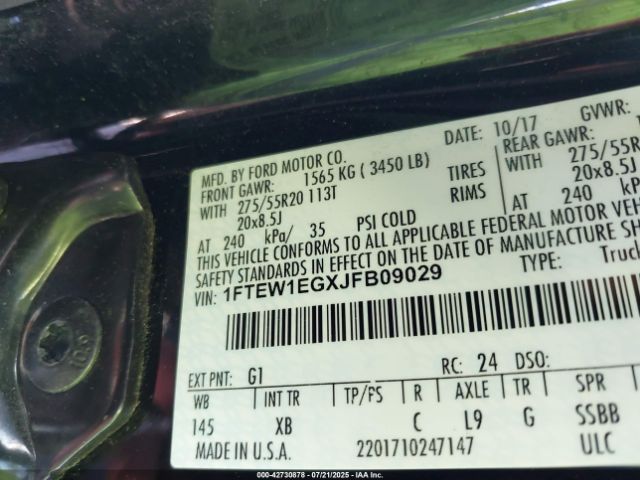 MFD. BY FORD MOTOR CO. DATE: 10/17 GVWR:
FRONT GAWR: 1565 KG ( 3450 LB) REAR GAWR:
WITH 275/55R20 113T TIRES WITH 275/55R
20x8.5J RIMS 20x8.5J
AT 240 kPa/ 35 PSI COLD AT 240 kP
THIS VEHICLE CONFORMS TO ALL APPLICABLE FEDERAL MOTOR VEH
SAFETY STANDARDS IN EFFECT ON THE DATE OF MANUFACTURE SH
VIN: 1FTEW1EGXJFB09029 TYPE: Truc
EXT PNT: G1 RC: 24 DSO:
WB INT TR TP/PS R AXLE TR SPR
145 XB C L9 G SSBB
MADE IN U.S.A. 2201710247147 ULC
000-42730878 - 07/21/2025 - IAAI.COM